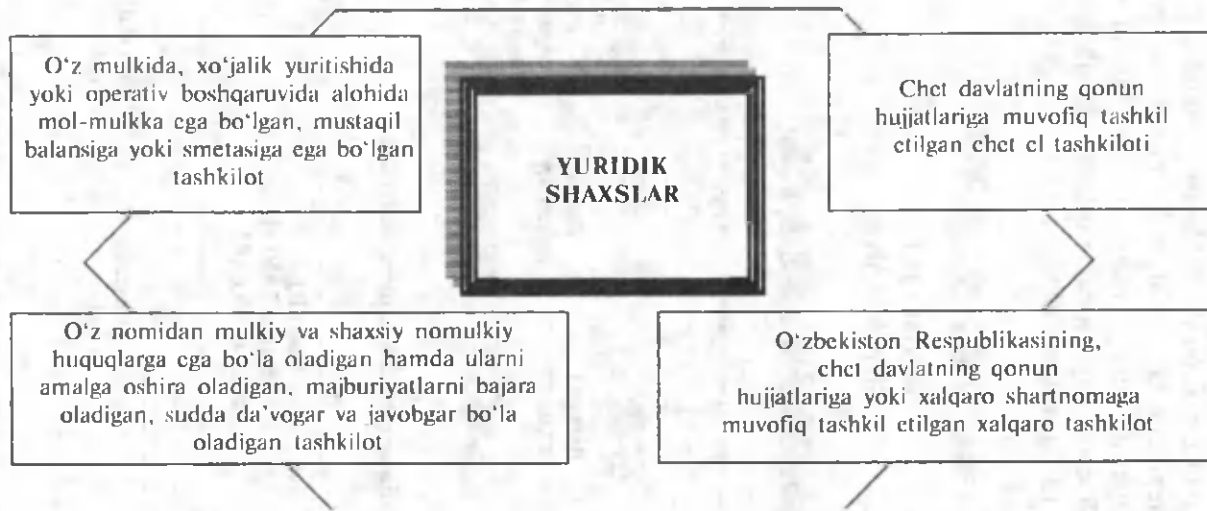 O‘z mulkida, xo‘jalik yuritishida
yoki operativ boshqaruvida alohida
mol-mulkka ega bo‘lgan, mustaqil
balansiga yoki smetasiga ega bo‘lgan
tashkilot
YURIDIK
SHAXSLAR
Chet davlatning qonun
hujjatlariga muvofiq tashkil
etilgan chet el tashkiloti
O‘z nomidan mulkiy va shaxsiy nomulkiy
huquqlarga ega bo‘la oladigan hamda ularni
amalga oshira oladigan, majburiyatlarni bajara
oladigan, sudda da’vogar va javobgar bo‘la
oladigan tashkilot
O‘zbekiston Respublikasining,
chet davlatning qonun
hujjatlariga yoki xalqaro shartnomaga
muvofiq tashkil etilgan xalqaro tashkilot